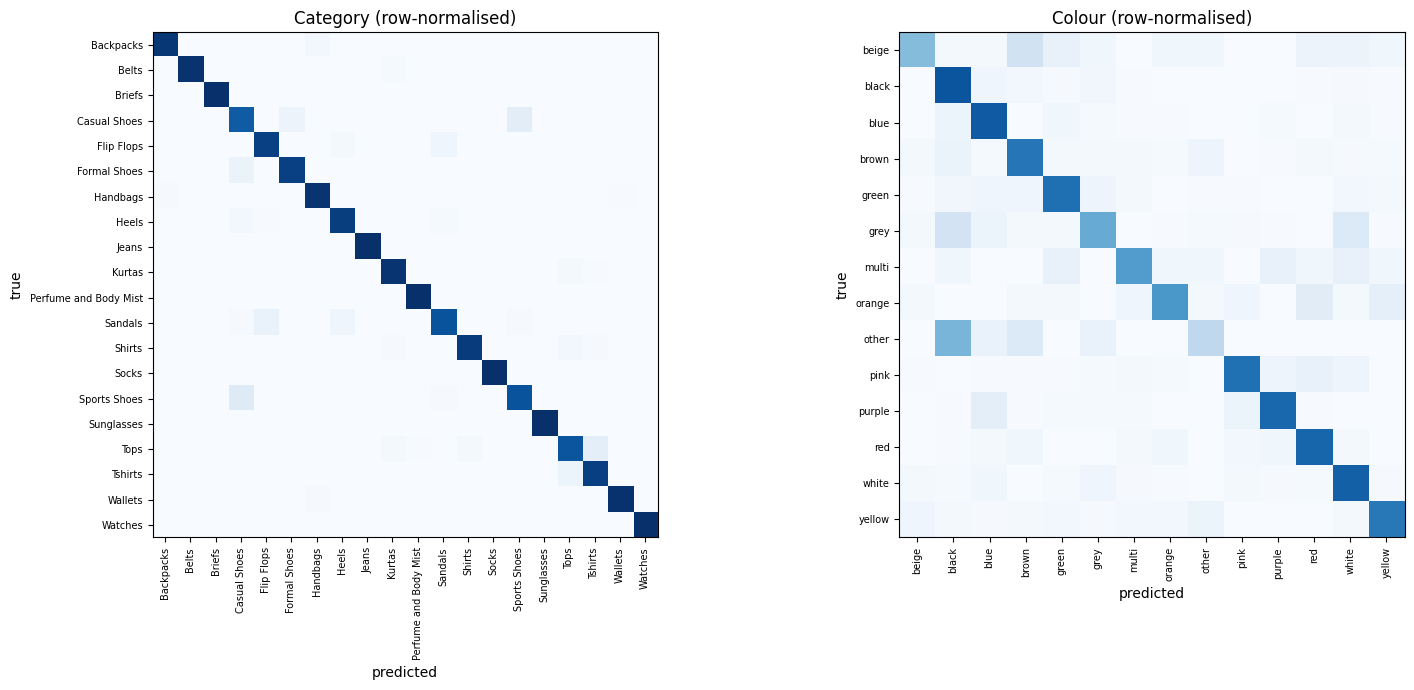 Category (row-normalised)
true
Backpacks
Belts
Briefs
Casual Shoes
Flip Flops
Formal Shoes
Handbags
Heels
Jeans
Kurtas
Perfume and Body Mist
Sandals
Shirts
Socks
Sports Shoes
Sunglasses
Tops
Tshirts
Wallets
Watches
Backpacks
Belts
Briefs
Casual Shoes
Flip Flops
Formal Shoes
Handbags
Heels
Jeans
Kurtas
Perfume and Body Mist
Sandals
Shirts
Socks
Sports Shoes
Sunglasses
Tops
Tshirts
Wallets
Watches
predicted
Colour (row-normalised)
true
beige
black
blue
brown
green
grey
multi
orange
other
pink
purple
red
white
yellow
beige
black
blue
brown
green
grey
multi
orange
other
pink
purple
red
white
yellow
predicted